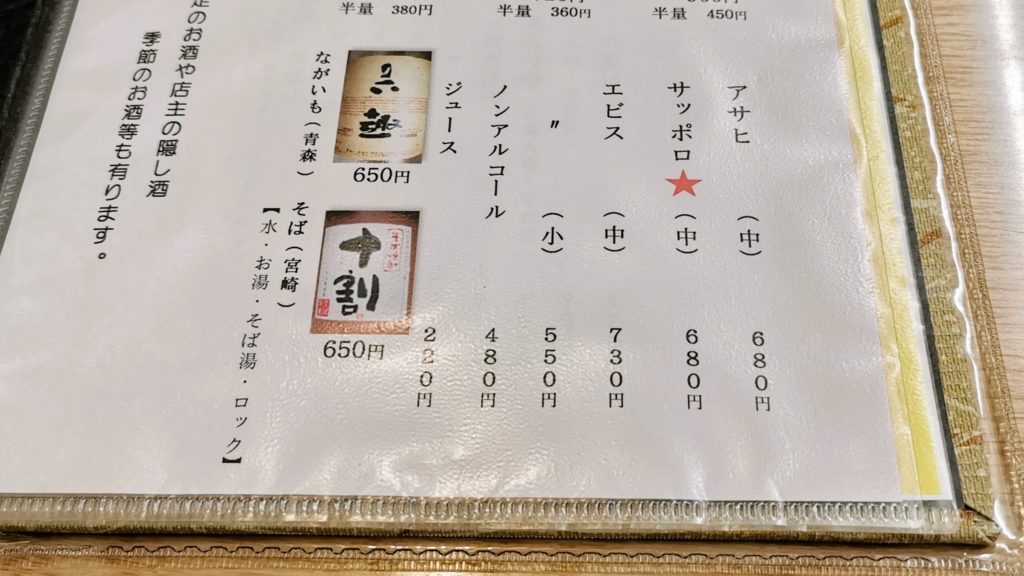 半量 380円
半量 360円
半量 450円
アサヒ (中) 680円
サッポロ★ (中) 680円
エビス (中) 730円
〃 (小) 550円
ノンアルコール 480円
ジュース 220円
650円
ながいも(青森)
十割
650円
そば(宮崎)
【水・お湯・そば湯・ロック】
のお酒や店主の隠し酒
季節のお酒等も有ります。